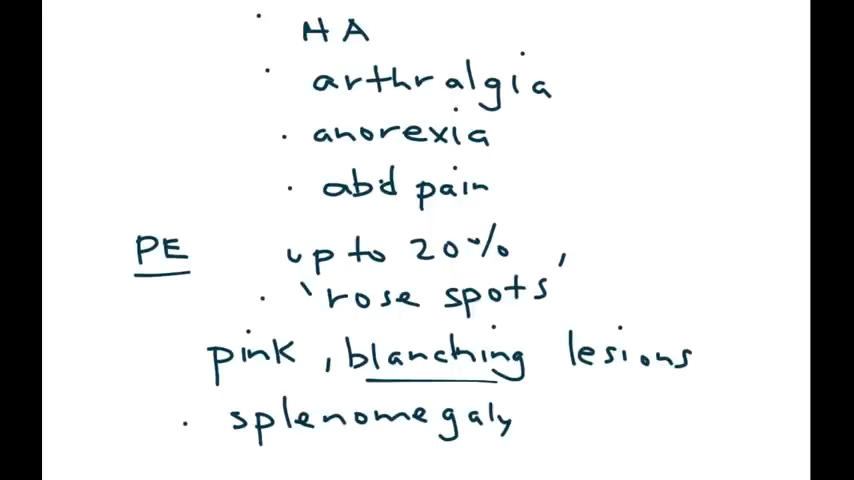 · HA
· arthralgia
· anorexia
· abd pain
PE up to 20%,
· 'rose spots'
pink, blanching lesions
· splenomegaly